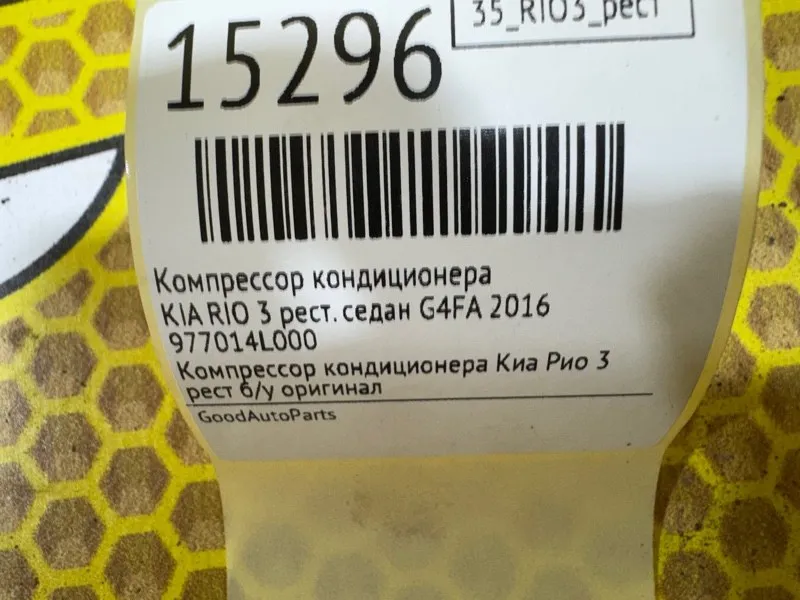 35_RIO3_рест
15296
Компрессор кондиционера
KIA RIO 3 рест. седан G4FA 2016
977014L000
Компрессор кондиционера Киа Рио 3
рест б/у оригинал
GoodAutoParts